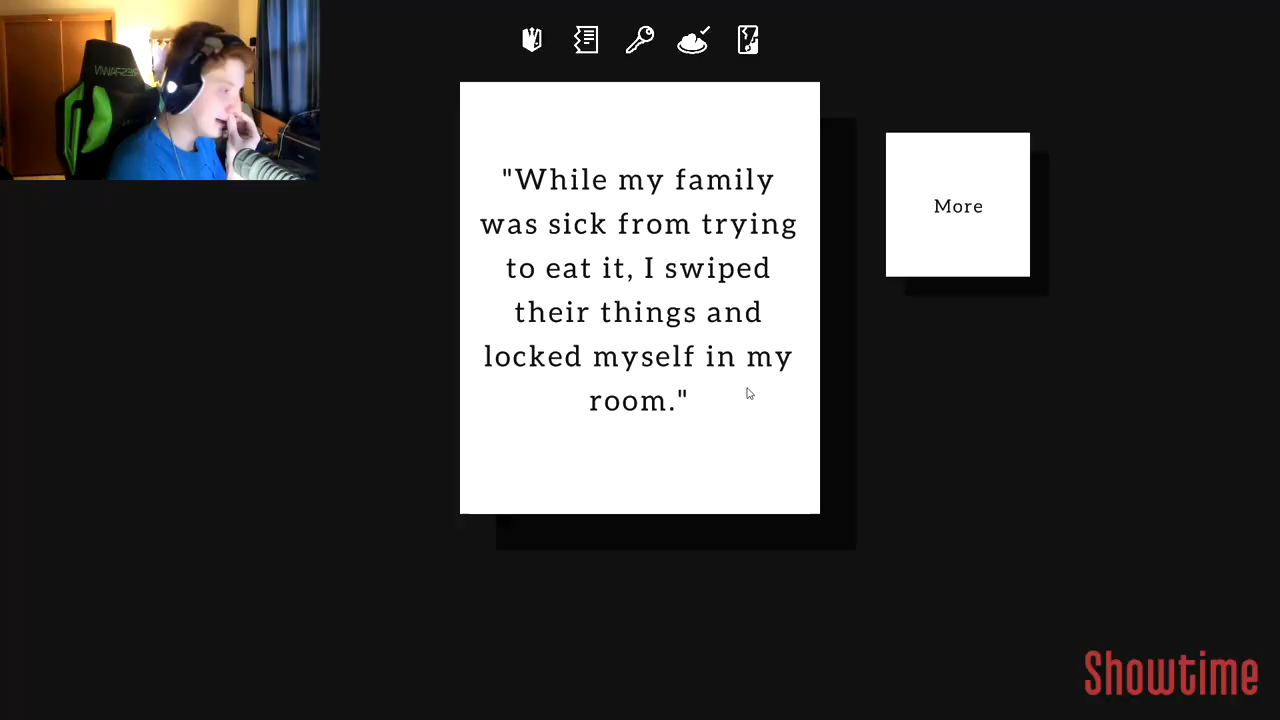 VIWARZER
"While my family
was sick from trying
to eat it, I swiped
their things and
locked myself in my
room."
More
Showtime